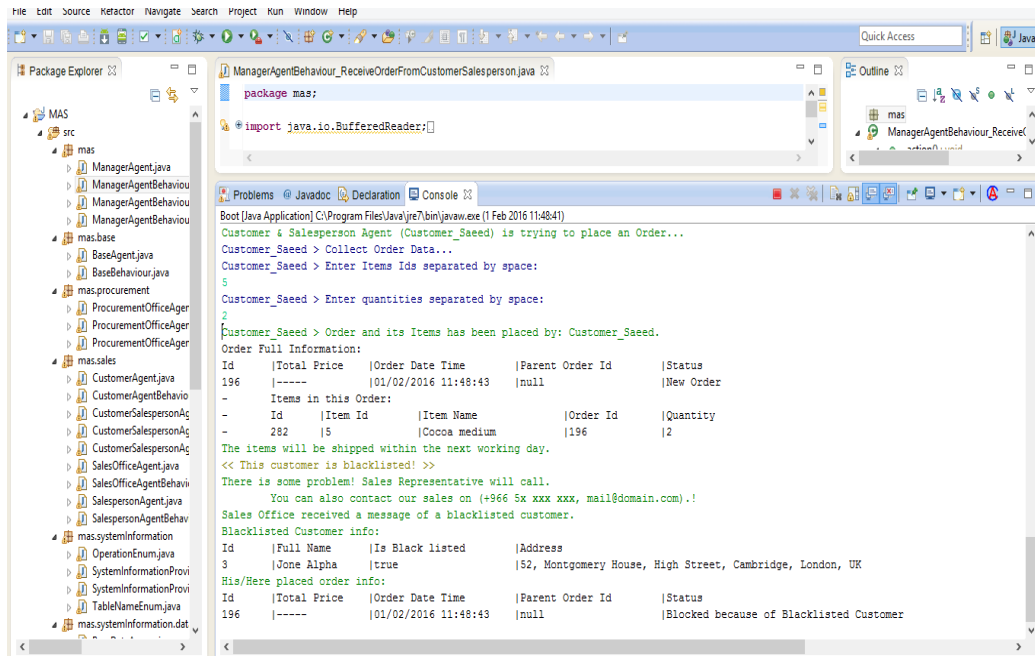 File Edit Source Refactor Navigate Search Project Run Window Help
Quick Access
Java
Package Explorer
MAS
src
mas
ManagerAgent.java
ManagerAgentBehaviou
ManagerAgentBehaviou
ManagerAgentBehaviou
mas.base
BaseAgent.java
BaseBehaviour.java
mas.procurement
ProcurementOfficeAger
ProcurementOfficeAger
ProcurementOfficeAger
mas.sales
CustomerAgent.java
CustomerAgentBehavio
CustomerSalespersonAg
CustomerSalespersonAg
CustomerSalespersonAg
SalesOfficeAgent.java
SalesOfficeAgentBehavi
SalespersonAgent.java
SalespersonAgentBehav
mas.systemInformation
OperationEnum.java
SystemInformationProvi
SystemInformationProvi
TableNameEnum.java
mas.systemInformation.dat
ManagerAgentBehaviour_ReceiveOrderFromCustomerSalesperson.java
package mas;
import java.io.BufferedReader;
Outline
mas
ManagerAgentBehaviour_Receive(
action() : void
Problems @ Javadoc Declaration Console
Boot [Java Application] C:\Program Files\Java\jre7\bin\javaw.exe (1 Feb 2016 11:48:41)
Customer & Salesperson Agent (Customer_Saeed) is trying to place an Order...
Customer_Saeed > Collect Order Data...
Customer_Saeed > Enter Items Ids separated by space:
5
Customer_Saeed > Enter quantities separated by space:
2
Customer_Saeed > Order and its Items has been placed by: Customer_Saeed.
Order Full Information:
Id |Total Price |Order Date Time |Parent Order Id |Status
196 |----- |01/02/2016 11:48:43 |null |New Order
- Items in this Order:
- Id |Item Id |Item Name |Order Id |Quantity
- 282 |5 |Cocoa medium |196 |2
The items will be shipped within the next working day.
<< This customer is blacklisted! >>
There is some problem! Sales Representative will call.
You can also contact our sales on (+966 5x xxx xxx, mail@domain.com).!
Sales Office received a message of a blacklisted customer.
Blacklisted Customer info:
Id |Full Name |Is Black listed |Address
3 |Jone Alpha |true |52, Montgomery House, High Street, Cambridge, London, UK
His/Here placed order info:
Id |Total Price |Order Date Time |Parent Order Id |Status
196 |----- |01/02/2016 11:48:43 |null |Blocked because of Blacklisted Customer